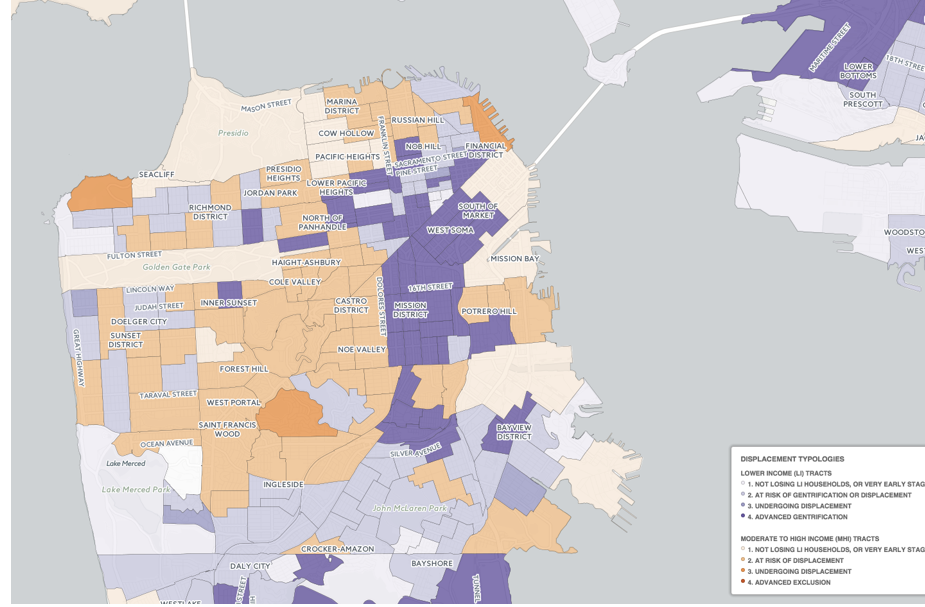 MARITIME STREET
LOWER
BOTTOMS
18TH STREE
SOUTH
PRESCOTT
JA
MASON STREET
MARINA
DISTRICT
RUSSIAN HILL
Presidio
COW HOLLOW
FRANKLIN STREET
NOB HILL
FINANCIAL
DISTRICT
PACIFIC HEIGHTS
SACRAMENTO STREET
PINE STREET
SEACLIFF
PRESIDIO
HEIGHTS
LOWER PACIFIC
HEIGHTS
JORDAN PARK
RICHMOND
DISTRICT
NORTH OF
PANHANDLE
SOUTH OF
MARKET
WEST SOMA
WOODSTO
WES
FULTON STREET
Golden Gate Park
HAIGHT-ASHBURY
MISSION BAY
COLE VALLEY
LINCOLN WAY
16TH STREET
INNER SUNSET
JUDAH STREET
CASTRO
DISTRICT
DOLORES STREET
MISSION
DISTRICT
POTRERO HILL
DOELGER CITY
SUNSET
DISTRICT
GREAT HIGHWAY
NOE VALLEY
FOREST HILL
TARAVAL STREET
WEST PORTAL
SAINT FRANCIS
WOOD
BAYVIEW
DISTRICT
OCEAN AVENUE
SILVER AVENUE
Lake Merced
Lake Merced Park
INGLESIDE
John McLaren Park
CROCKER-AMAZON
DALY CITY
BAYSHORE
STREET
TUNNEL
WESTLAKE
DISPLACEMENT TYPOLOGIES
LOWER INCOME (LI) TRACTS
1. NOT LOSING LI HOUSEHOLDS, OR VERY EARLY STAG
2. AT RISK OF GENTRIFICATION OR DISPLACEMENT
3. UNDERGOING DISPLACEMENT
4. ADVANCED GENTRIFICATION
MODERATE TO HIGH INCOME (MHI) TRACTS
1. NOT LOSING LI HOUSEHOLDS, OR VERY EARLY STAG
2. AT RISK OF DISPLACEMENT
3. UNDERGOING DISPLACEMENT
4. ADVANCED EXCLUSION